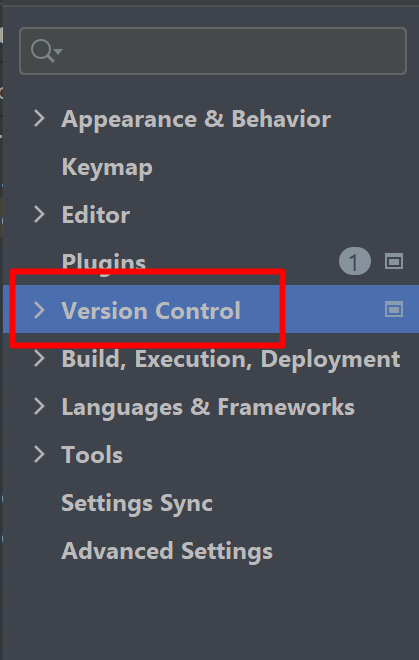 Appearance & Behavior
Keymap
Editor
Plugins 1
Version Control
Build, Execution, Deployment
Languages & Frameworks
Tools
Settings Sync
Advanced Settings